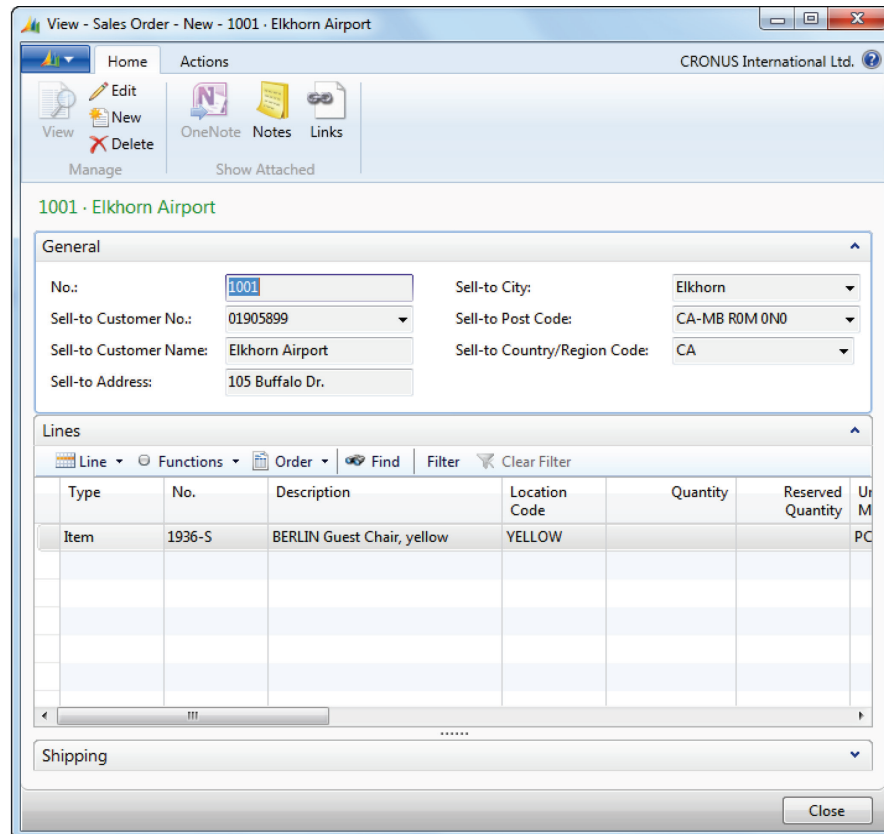 View - Sales Order - New - 1001 · Elkhorn Airport
Home Actions CRONUS International Ltd.
View
Edit
New
Delete
Manage
OneNote Notes Links
Show Attached
1001 · Elkhorn Airport
General
No.: 1001
Sell-to Customer No.: 01905899
Sell-to Customer Name: Elkhorn Airport
Sell-to Address: 105 Buffalo Dr.
Sell-to City: Elkhorn
Sell-to Post Code: CA-MB R0M 0N0
Sell-to Country/Region Code: CA
Lines
Line Functions Order Find Filter Clear Filter
Type No. Description Location Code Quantity Reserved Quantity Ur M
Item 1936-S BERLIN Guest Chair, yellow YELLOW PC
Shipping
Close